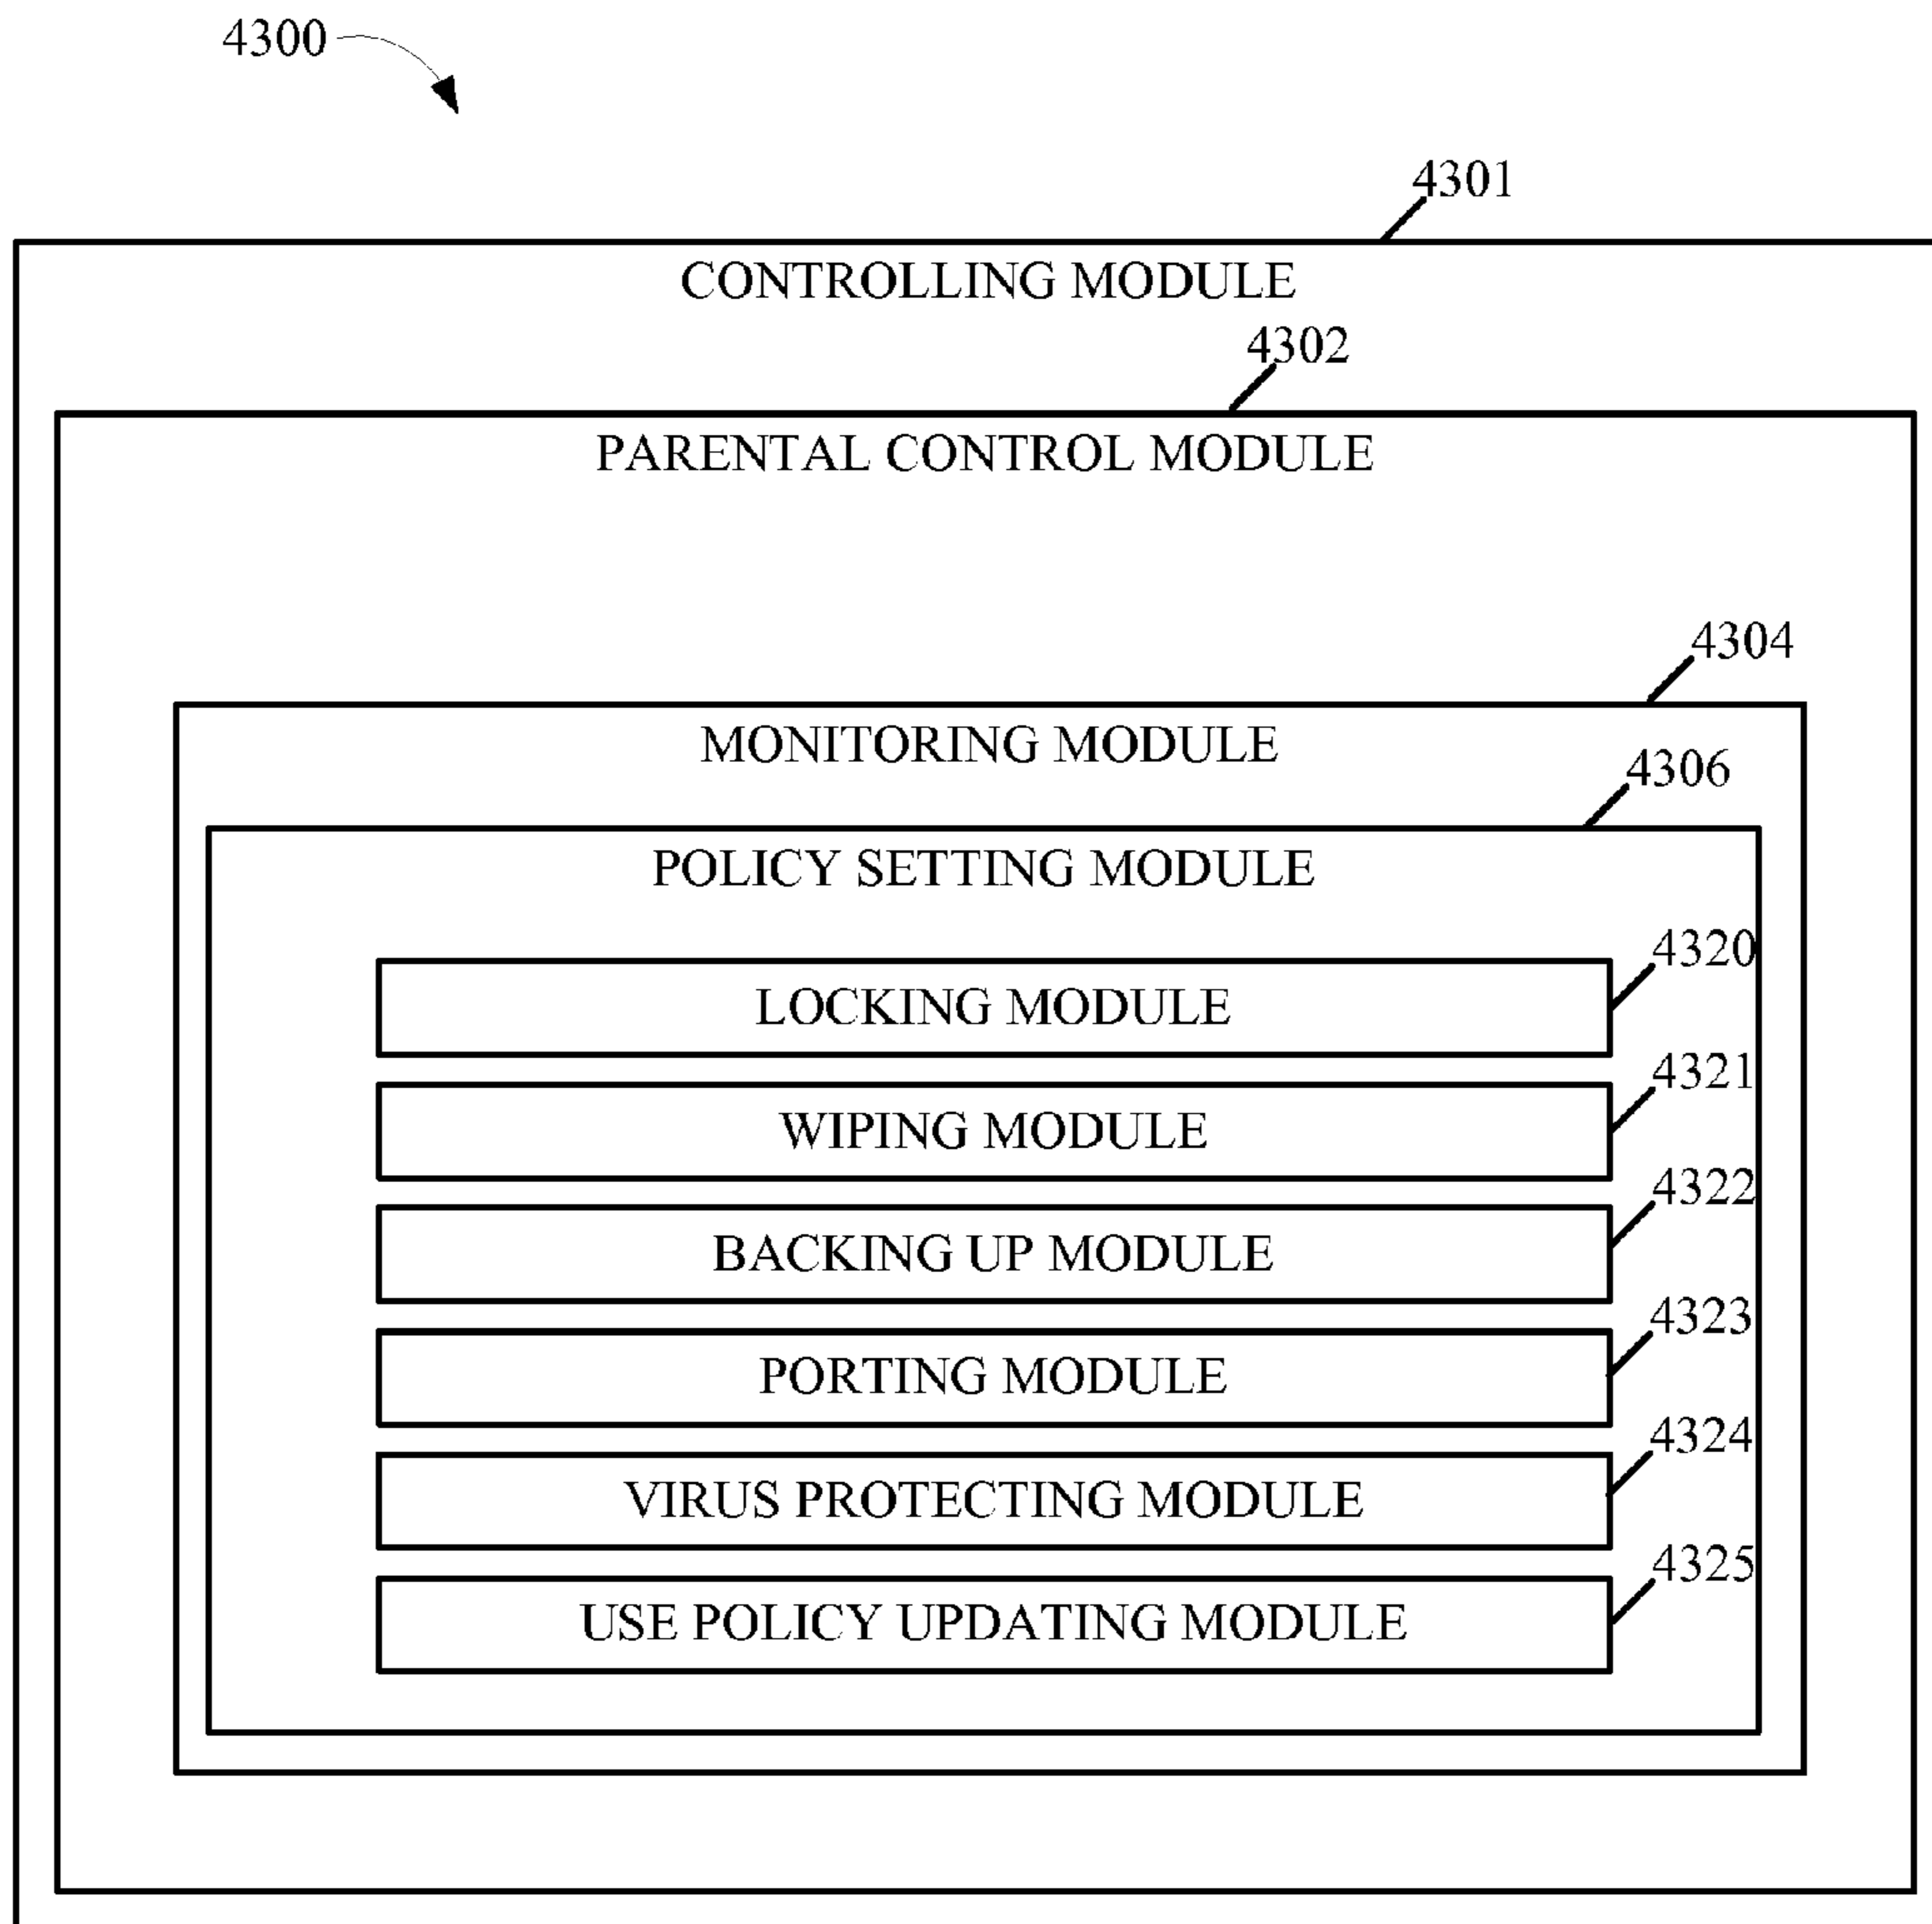 4300
4301
CONTROLLING MODULE
4302
PARENTAL CONTROL MODULE
4304
MONITORING MODULE
4306
POLICY SETTING MODULE
4320
LOCKING MODULE
4321
WIPING MODULE
4322
BACKING UP MODULE
4323
PORTING MODULE
4324
VIRUS PROTECTING MODULE
4325
USE POLICY UPDATING MODULE